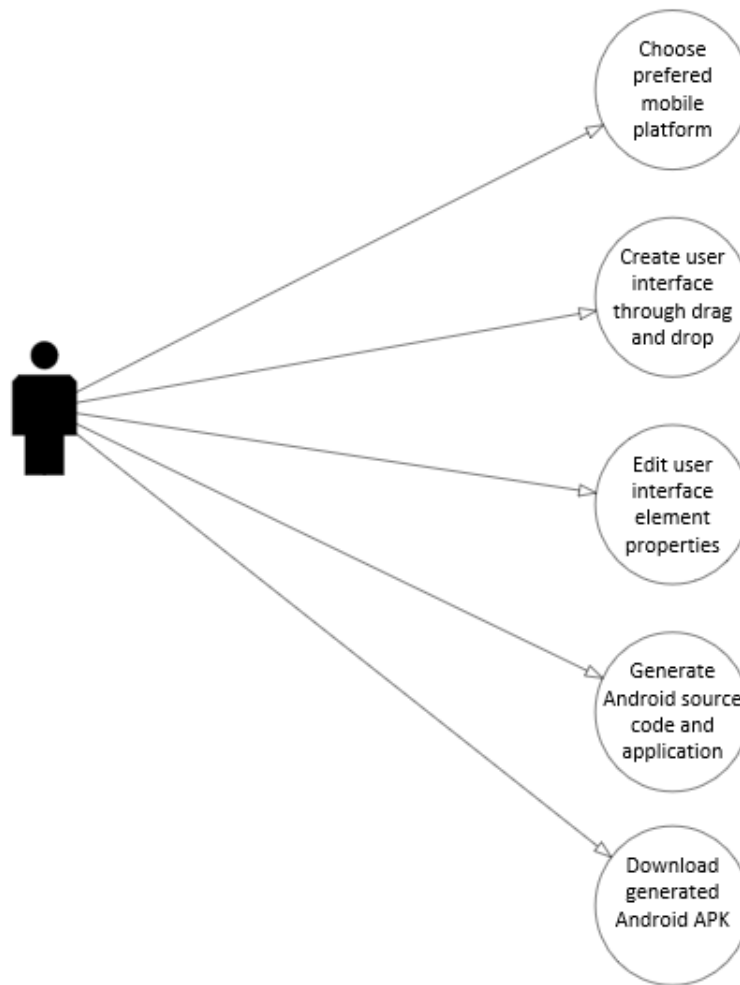 Choose
prefered
mobile
platform
Create user
interface
through drag
and drop
Edit user
interface
element
properties
Generate
Android source
code and
application
Download
generated
Android APK